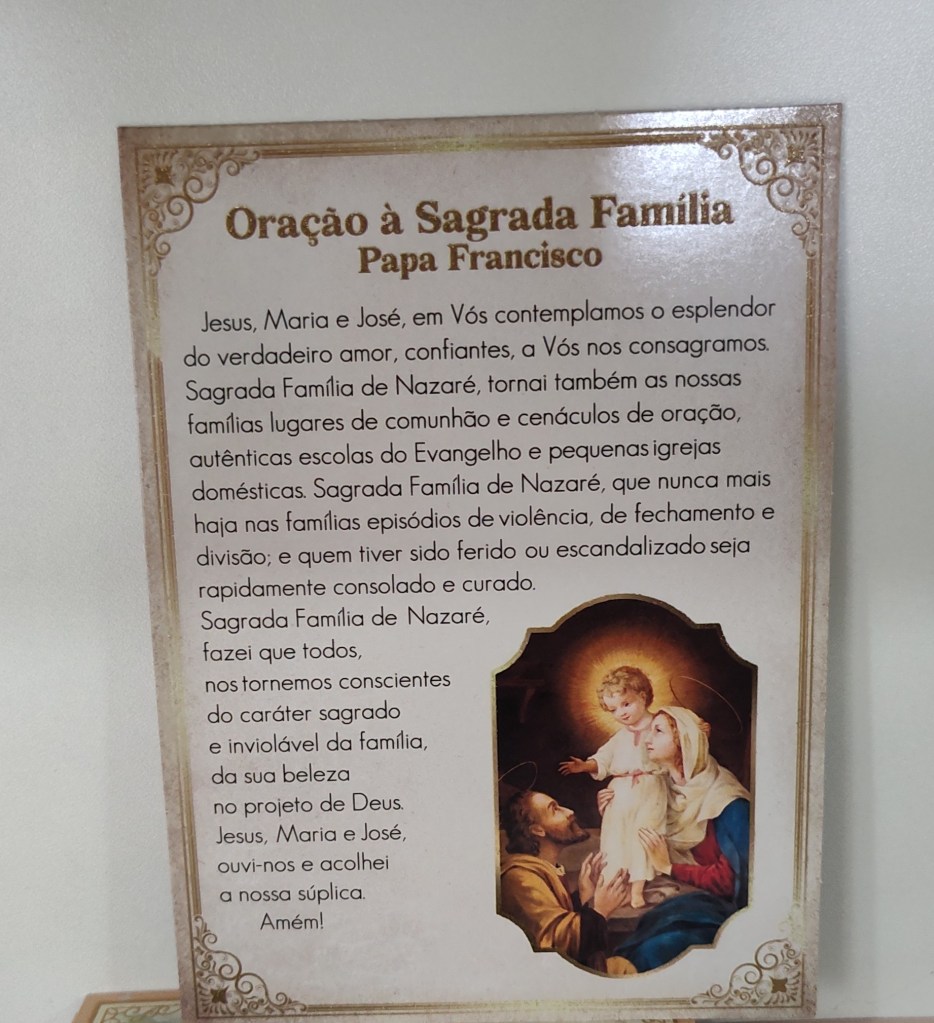 Oração à Sagrada Família
Papa Francisco
Jesus, Maria e José, em Vós contemplamos o esplendor
do verdadeiro amor, confiantes, a Vós nos consagramos.
Sagrada Família de Nazaré, tornai também as nossas
famílias lugares de comunhão e cenáculos de oração,
autênticas escolas do Evangelho e pequenas igrejas
domésticas. Sagrada Família de Nazaré, que nunca mais
haja nas famílias episódios de violência, de fechamento e
divisão; e quem tiver sido ferido ou escandalizado seja
rapidamente consolado e curado.
Sagrada Família de Nazaré,
fazei que todos,
nos tornemos conscientes
do caráter sagrado
e inviolável da família,
da sua beleza
no projeto de Deus.
Jesus, Maria e José,
ouvi-nos e acolhei
a nossa súplica.
Amém!